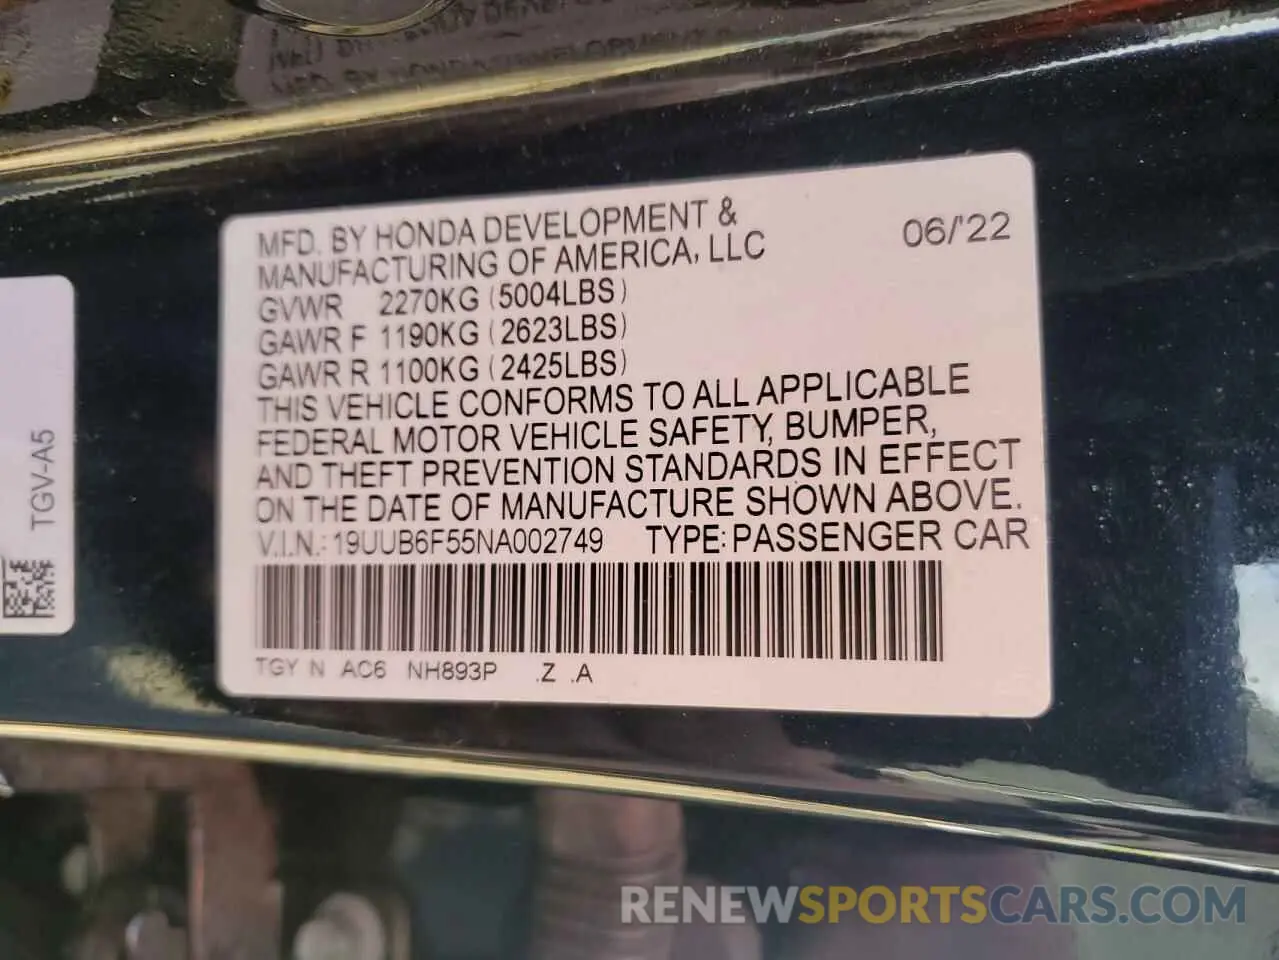 MFD. BY HONDA DEVELOPMENT &
MANUFACTURING OF AMERICA, LLC
06/'22
GVWR 2270KG (5004LBS)
GAWR F 1190KG (2623LBS)
GAWR R 1100KG (2425LBS)
THIS VEHICLE CONFORMS TO ALL APPLICABLE
FEDERAL MOTOR VEHICLE SAFETY, BUMPER,
AND THEFT PREVENTION STANDARDS IN EFFECT
ON THE DATE OF MANUFACTURE SHOWN ABOVE.
V.I.N.: 19UUB6F55NA002749 TYPE: PASSENGER CAR
TGY N AC6 NH893P .Z .A
TGV-A5
RENEWSPORTSCARS.COM